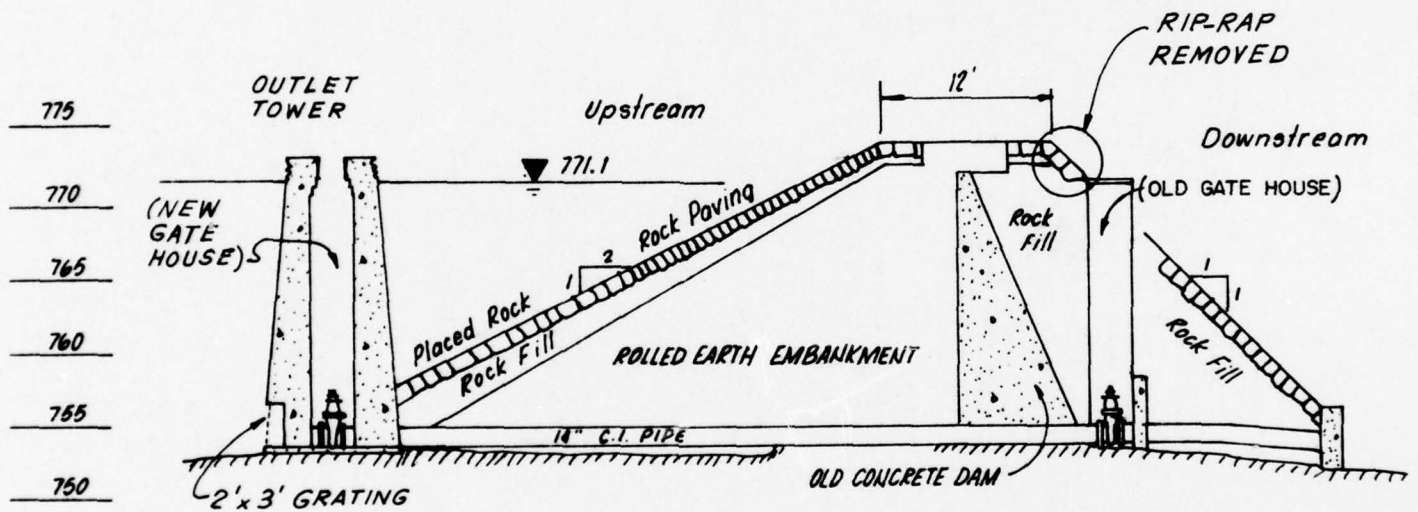 RIP-RAP
REMOVED
OUTLET
TOWER
Upstream
12'
Downstream
775
771.1
770
(NEW
GATE
HOUSE)
(OLD GATE HOUSE)
Rock Paving
Rock
Fill
765
1
2
1
1
Placed Rock
Rock Fill
760
ROLLED EARTH EMBANKMENT
Rock Fill
755
14" C.I. PIPE
750
2' x 3' GRATING
OLD CONCRETE DAM